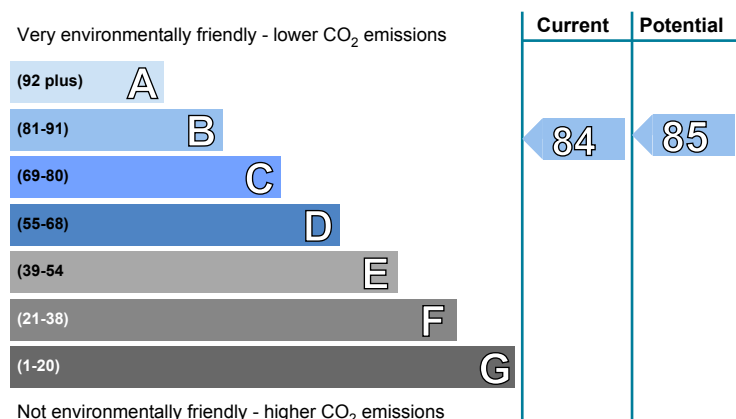 Very environmentally friendly - lower CO₂ emissions
Current
Potential
(92 plus) A
(81-91) B
84
85
(69-80) C
(55-68) D
(39-54 E
(21-38) F
(1-20) G
Not environmentally friendly - higher CO₂ emissions